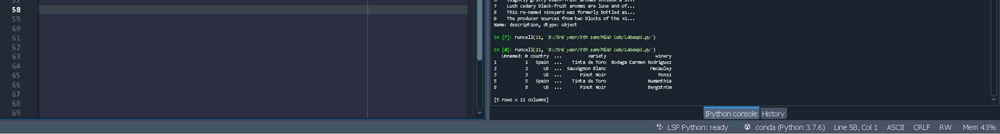 57
58
59
60
61
62
63
64
65
66
67
68
69
6 Slightly gritty black-fruit aromas include a s...
7 Lush cedary black-fruit aromas are luxe and of...
8 This re-named vineyard was formerly bottled as...
9 The producer sources from two blocks of the vi...
Name: description, dtype: object
In [7]: runcell(11, 'B:/3rd year/5th sem/P&AD Lab/LAbexp1.py')
In [8]: runcell(11, 'B:/3rd year/5th sem/P&AD Lab/LAbexp1.py')
Unnamed: 0 country ... variety winery
1 1 Spain ... Tinta de Toro Bodega Carmen Rodríguez
2 2 US ... Sauvignon Blanc Macauley
3 3 US ... Pinot Noir Ponzi
5 5 Spain ... Tinta de Toro Numanthia
8 8 US ... Pinot Noir Bergström
[5 rows x 11 columns]
IPython console History
LSP Python: ready conda (Python 3.7.6) Line 58, Col 1 ASCII CRLF RW Mem 43%